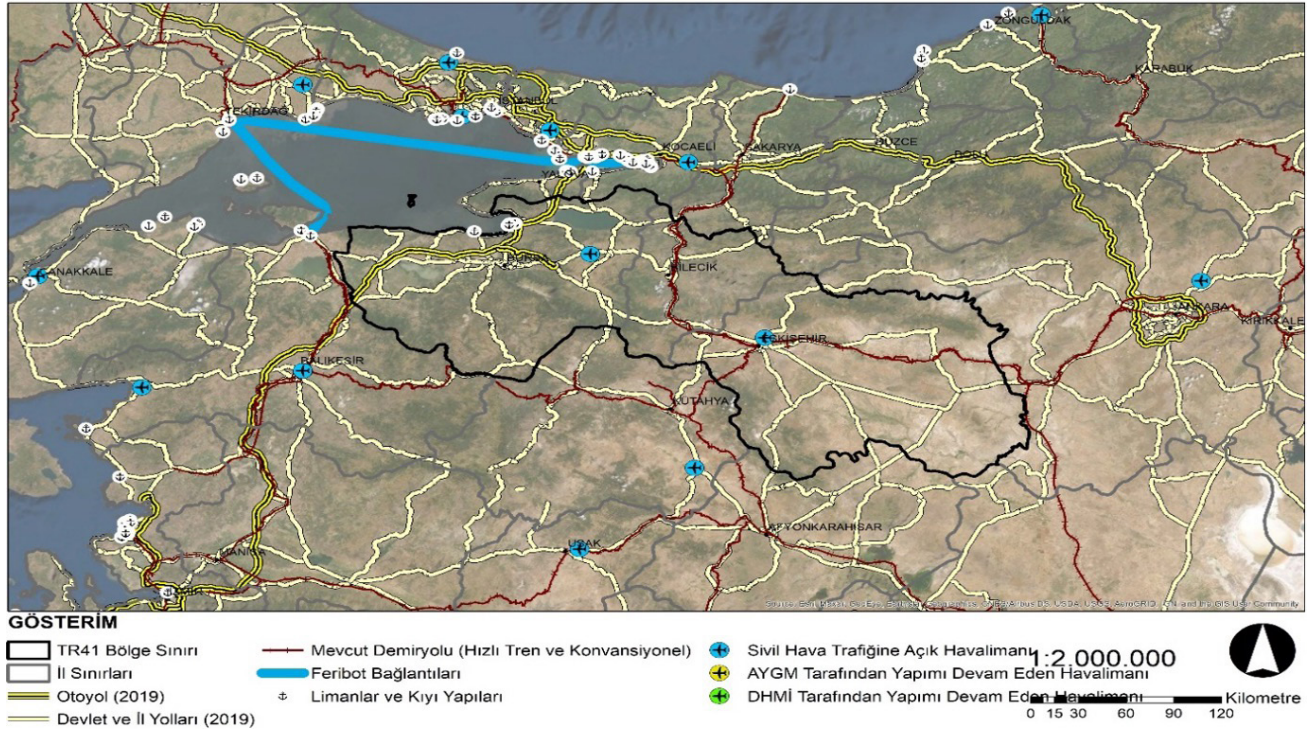 ZONGULDAK
KARABÜK
TEKİRDAĞ
İSTANBUL
KOCAELİ
SAKARYA
DÜZCE
BOLU
YALOVA
ÇANAKKALE
BURSA
BİLECİK
ANKARA
KIRIKKALE
ESKİŞEHİR
BALIKESİR
KÜTAHYA
AFYONKARAHİSAR
UŞAK
MANİSA
İZMİR
GÖSTERİM
TR41 Bölge Sınırı
İl Sınırları
Otoyol (2019)
Devlet ve İl Yolları (2019)
Mevcut Demiryolu (Hızlı Tren ve Konvansiyonel)
Feribot Bağlantıları
Limanlar ve Kıyı Yapıları
Sivil Hava Trafiğine Açık Havalimanı
AYGM Tarafından Yapımı Devam Eden Havalimanı
DHMİ Tarafından Yapımı Devam Eden Havalimanı
1:2.000.000
0 15 30 60 90 120 Kilometre